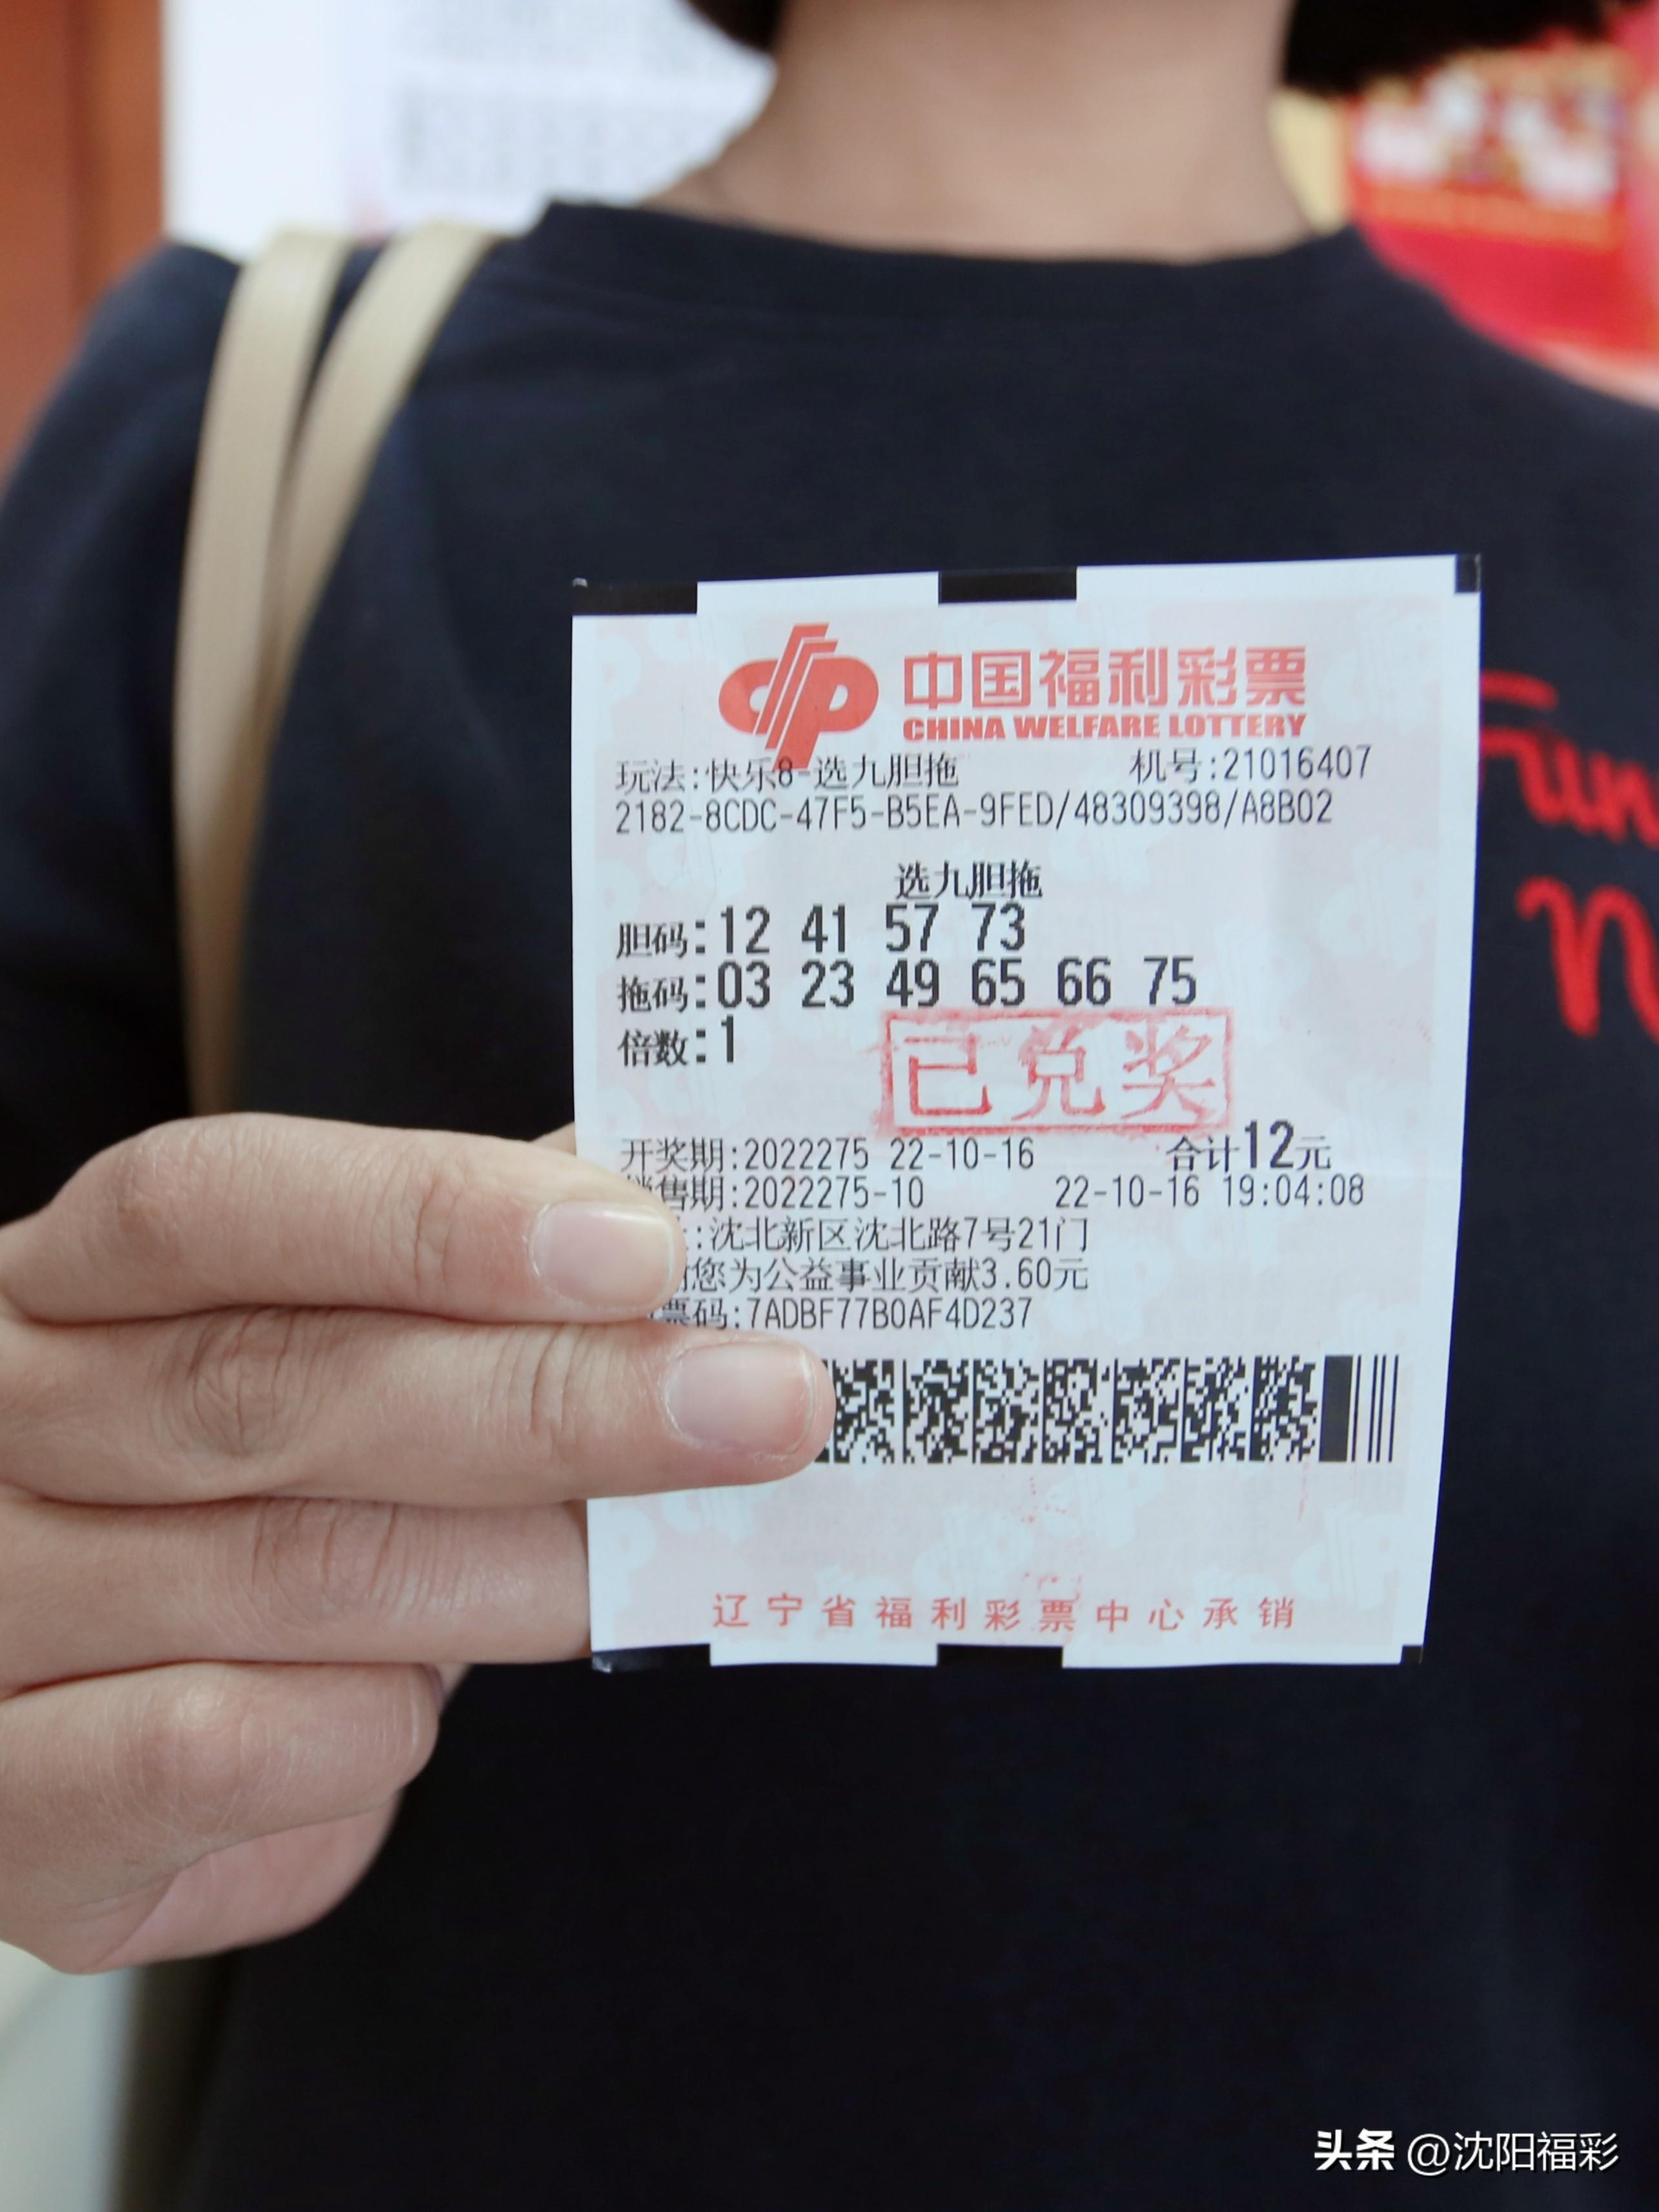 中国福利彩票
CHINA WELFARE LOTTERY
玩法:快乐8-选九胆拖 机号:21016407
2182-8CDC-47F5-B5EA-9FED/48309398/A8B02
选九胆拖
胆码:12 41 57 73
拖码:03 23 49 65 66 75
倍数:1
已兑奖
开奖期:2022275 22-10-16 合计12元
售期:2022275-10 22-10-16 19:04:08
:沈北新区沈北路7号21门
您为公益事业贡献3.60元
票码:7ADBF77B0AF4D237
辽宁省福利彩票中心承销
Fun
头条 @沈阳福彩